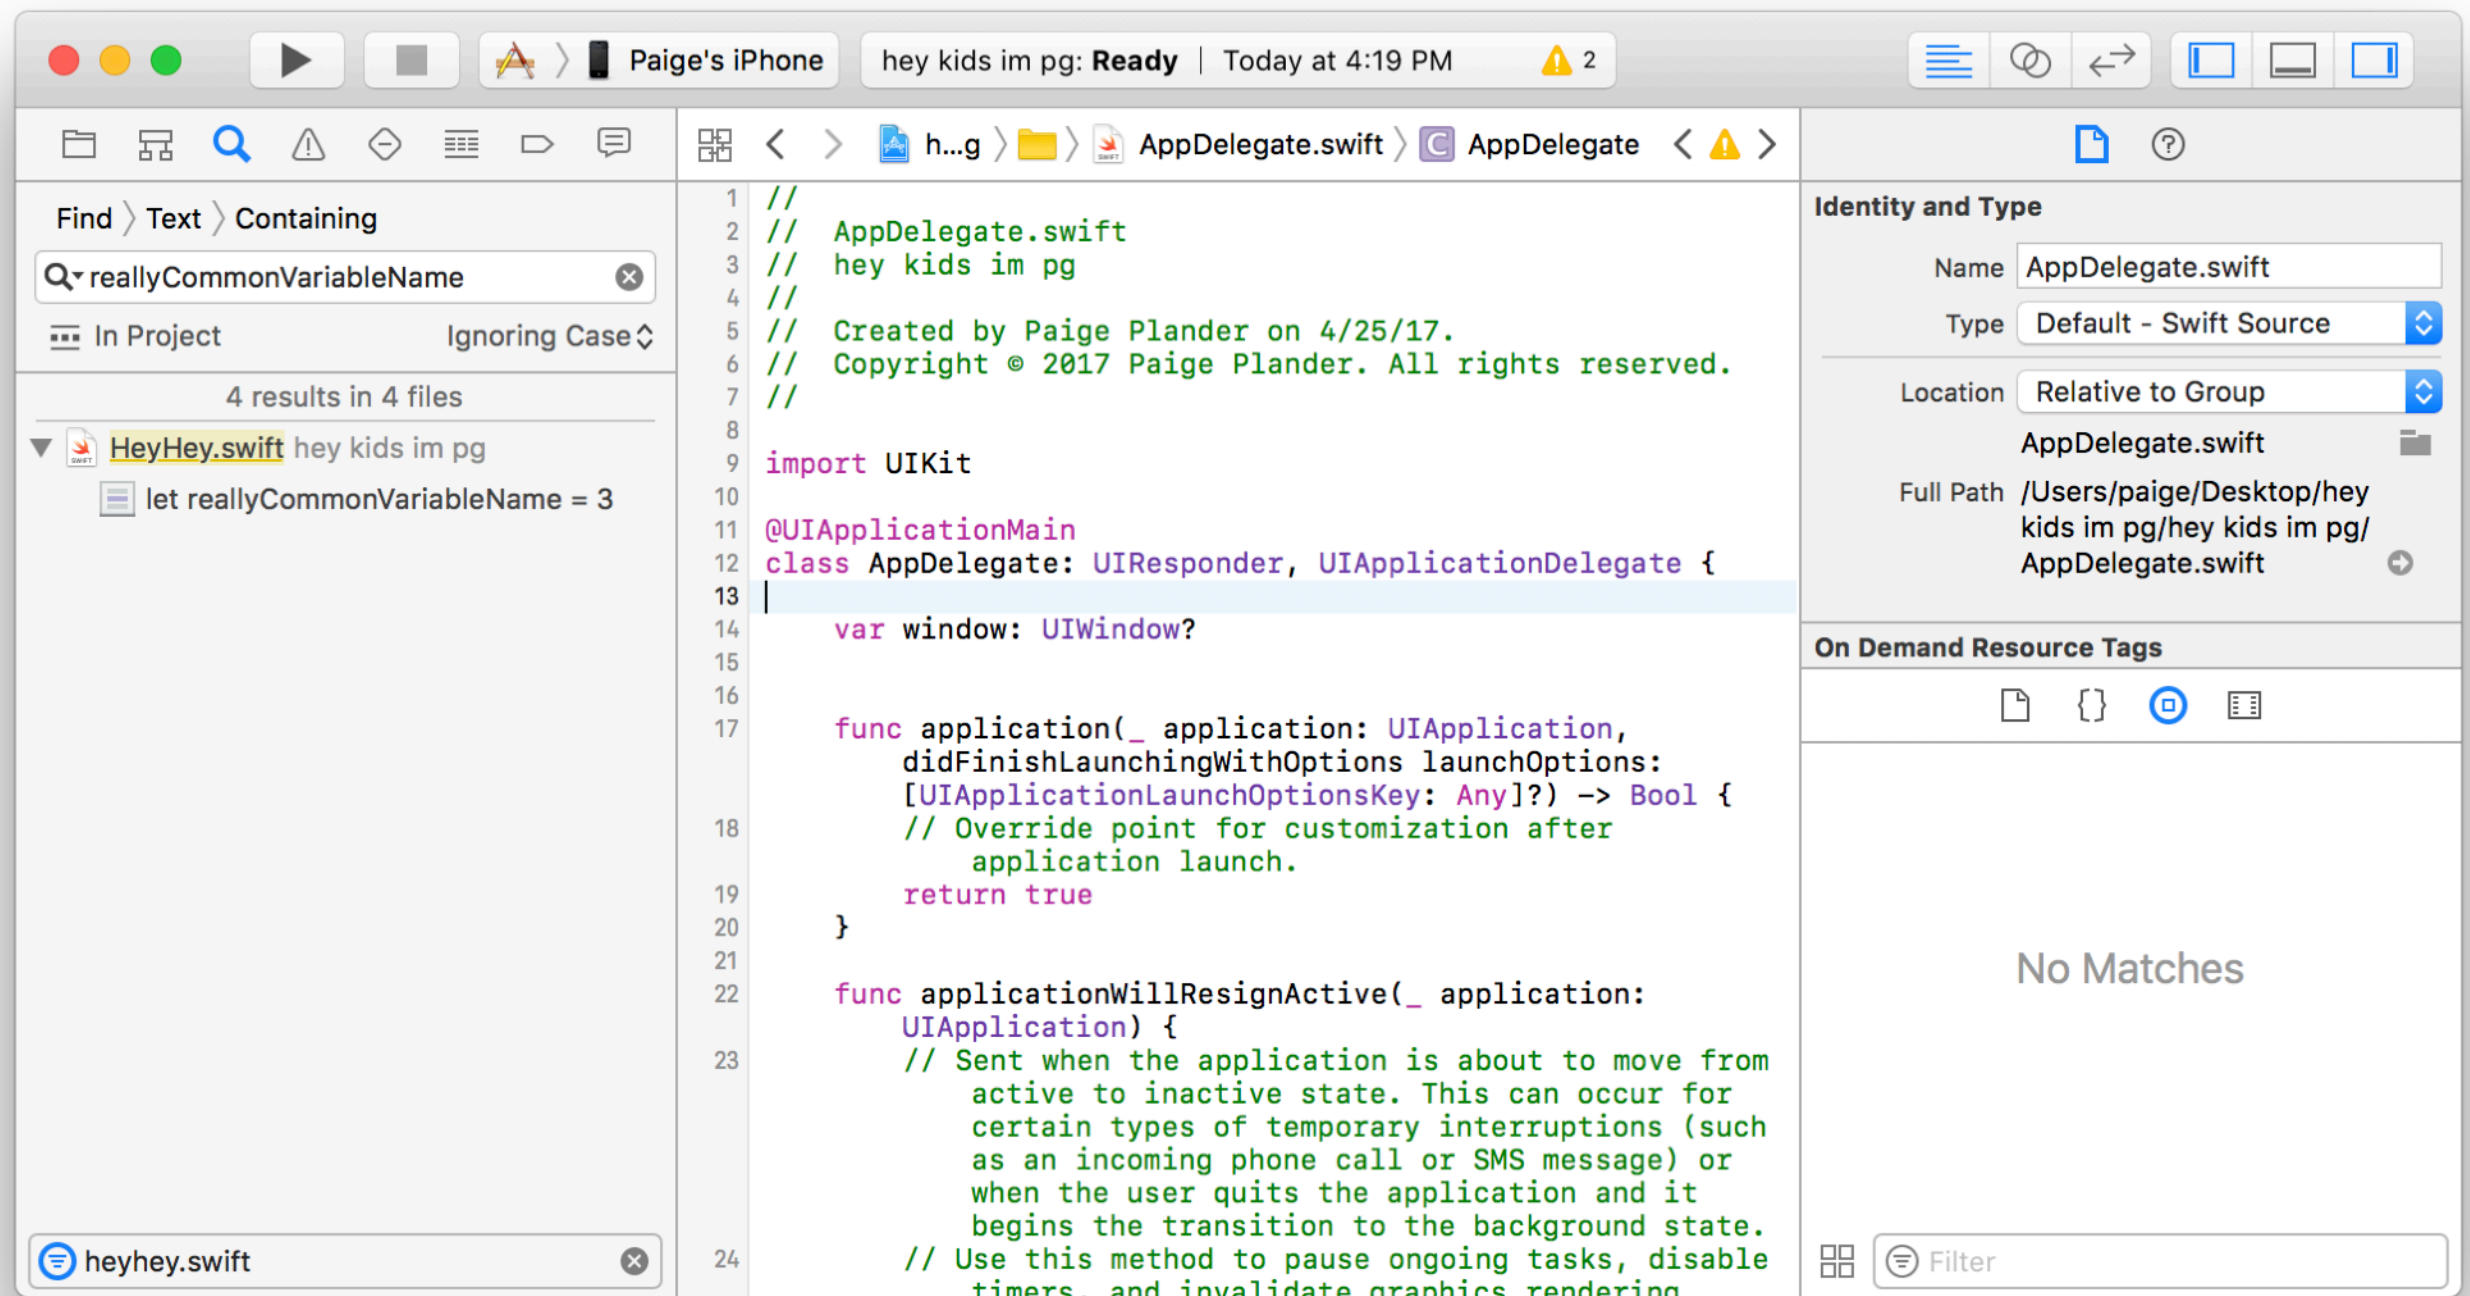 Paige's iPhone
hey kids im pg: Ready | Today at 4:19 PM
2
Find 〉 Text 〉 Containing
reallyCommonVariableName
In Project
Ignoring Case
4 results in 4 files
HeyHey.swift hey kids im pg
let reallyCommonVariableName = 3
heyhey.swift
h...g 〉 〉 AppDelegate.swift 〉 C AppDelegate
1 //
2 //  AppDelegate.swift
3 //  hey kids im pg
4 //
5 //  Created by Paige Plander on 4/25/17.
6 //  Copyright © 2017 Paige Plander. All rights reserved.
7 //
8
9 import UIKit
10
11 @UIApplicationMain
12 class AppDelegate: UIResponder, UIApplicationDelegate {
13
14     var window: UIWindow?
15
16
17     func application(_ application: UIApplication,
didFinishLaunchingWithOptions launchOptions:
[UIApplicationLaunchOptionsKey: Any]?) -> Bool {
18         // Override point for customization after
application launch.
19         return true
20     }
21
22     func applicationWillResignActive(_ application:
UIApplication) {
23         // Sent when the application is about to move from
active to inactive state. This can occur for
certain types of temporary interruptions (such
as an incoming phone call or SMS message) or
when the user quits the application and it
begins the transition to the background state.
24         // Use this method to pause ongoing tasks, disable
timers, and invalidate graphics rendering
Identity and Type
Name AppDelegate.swift
Type Default - Swift Source
Location Relative to Group
AppDelegate.swift
Full Path /Users/paige/Desktop/hey
kids im pg/hey kids im pg/
AppDelegate.swift
On Demand Resource Tags
{}
No Matches
Filter